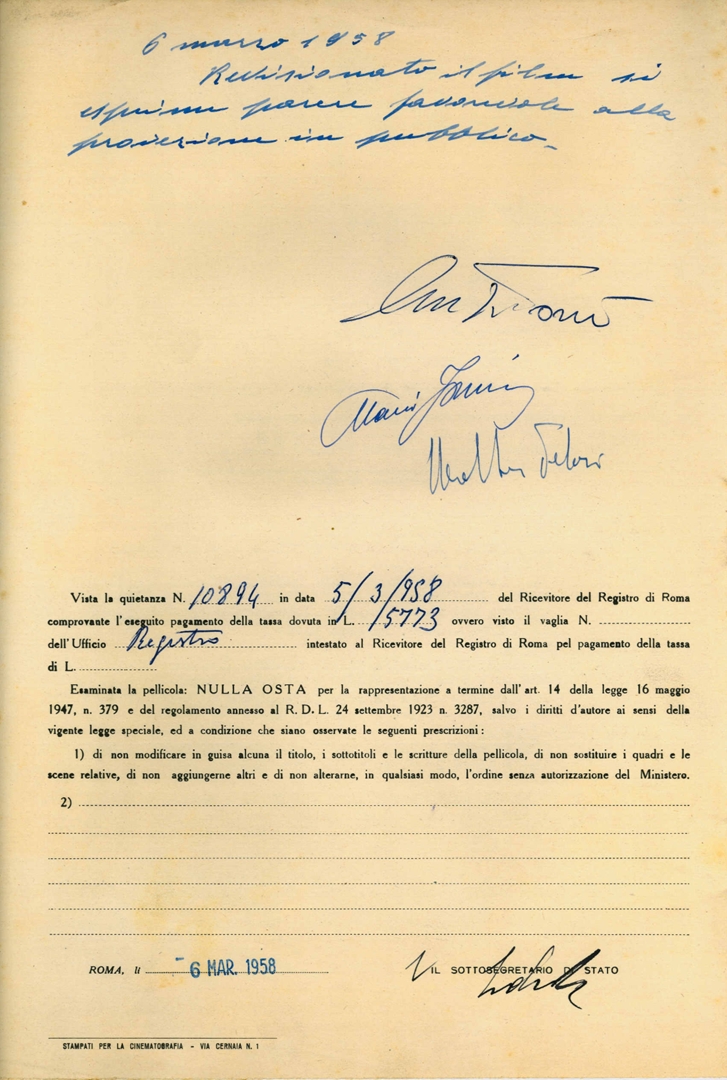 6 marzo 1958
Revisionato il film si
esprime parere favorevole alla
proiezione in pubblico.
Mario
Vista la quietanza N. 10894 in data 5/3/958 del Ricevitore del Registro di Roma
comprovante l'eseguito pagamento della tassa dovuta in L. 15773 ovvero visto il vaglia N.
dell'Ufficio Registro intestato al Ricevitore del Registro di Roma pel pagamento della tassa
di L.
Esaminata la pellicola: NULLA OSTA per la rappresentazione a termine dall'art. 14 della legge 16 maggio
1947, n. 379 e del regolamento annesso al R. D. L. 24 settembre 1923 n. 3287, salvo i diritti d'autore ai sensi della
vigente legge speciale, ed a condizione che siano osservate le seguenti prescrizioni:
1) di non modificare in guisa alcuna il titolo, i sottotitoli e le scritture della pellicola, di non sostituire i quadri e le
scene relative, di non aggiungerne altri e di non alterarne, in qualsiasi modo, l'ordine senza autorizzazione del Ministero.
2)
ROMA, li - 6 MAR. 1958
IL SOTTOSEGRETARIO DI STATO
STAMPATI PER LA CINEMATOGRAFIA - VIA CERNAIA N. 1